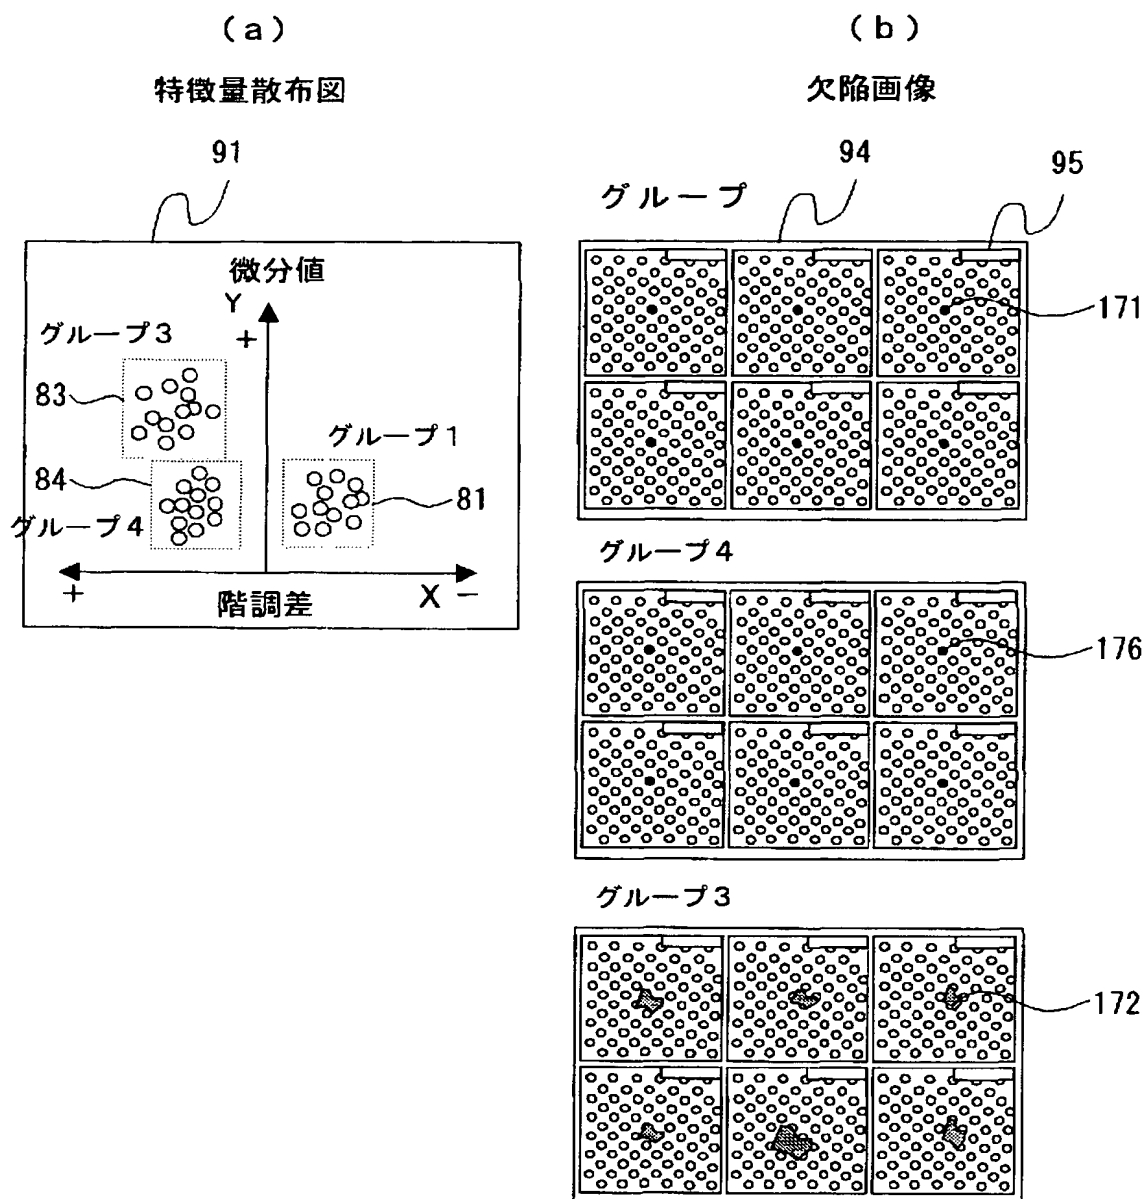 (a)
特徴量散布図
91
微分値
Y
+
グループ3
83
グループ1
84
81
グループ4
+
階調差
X -
(b)
欠陥画像
94
95
グループ
171
グループ4
176
グループ3
172